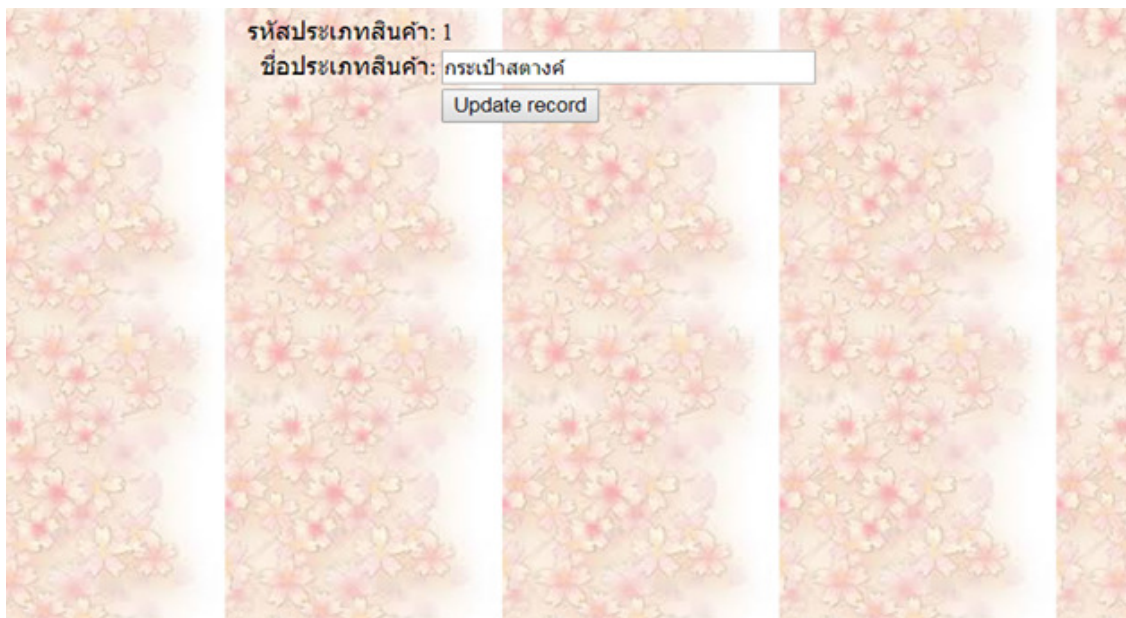 รหัสประเภทสินค้า: 1
ชื่อประเภทสินค้า: กระเป๋าสตางค์
Update record